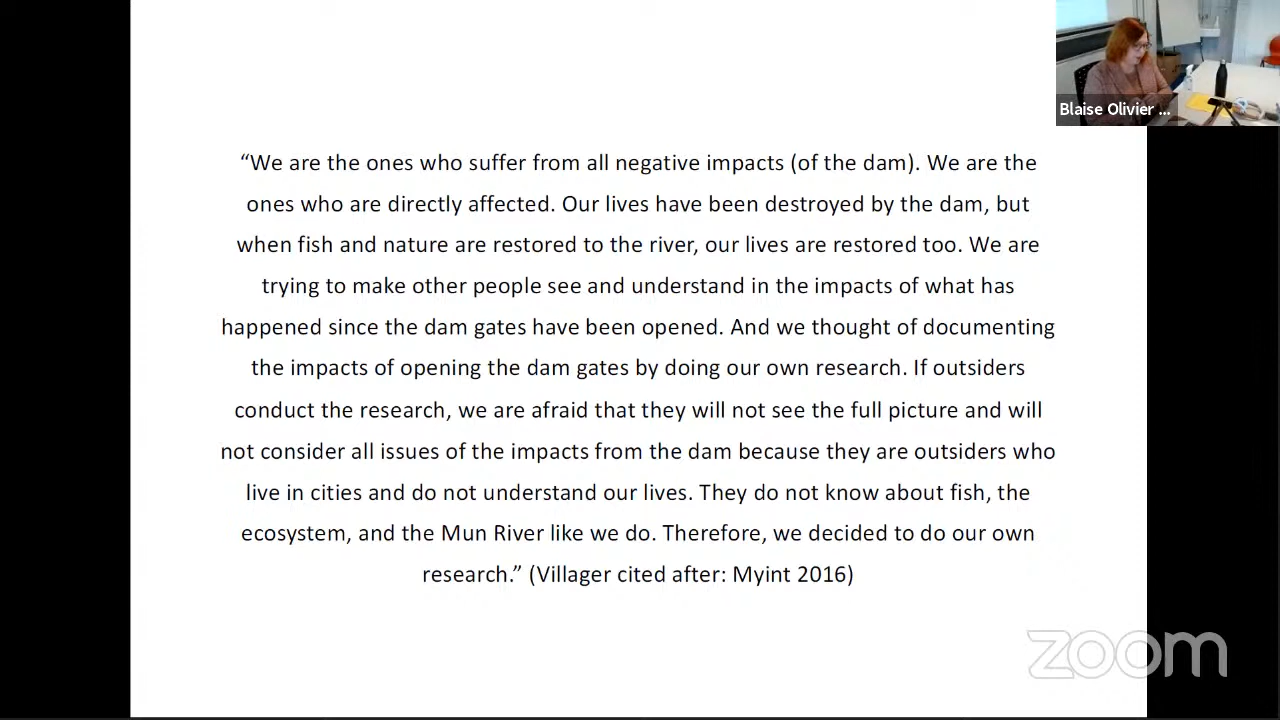 Blaise Olivier ...
“We are the ones who suffer from all negative impacts (of the dam). We are the
ones who are directly affected. Our lives have been destroyed by the dam, but
when fish and nature are restored to the river, our lives are restored too. We are
trying to make other people see and understand in the impacts of what has
happened since the dam gates have been opened. And we thought of documenting
the impacts of opening the dam gates by doing our own research. If outsiders
conduct the research, we are afraid that they will not see the full picture and will
not consider all issues of the impacts from the dam because they are outsiders who
live in cities and do not understand our lives. They do not know about fish, the
ecosystem, and the Mun River like we do. Therefore, we decided to do our own
research.” (Villager cited after: Myint 2016)
zoom